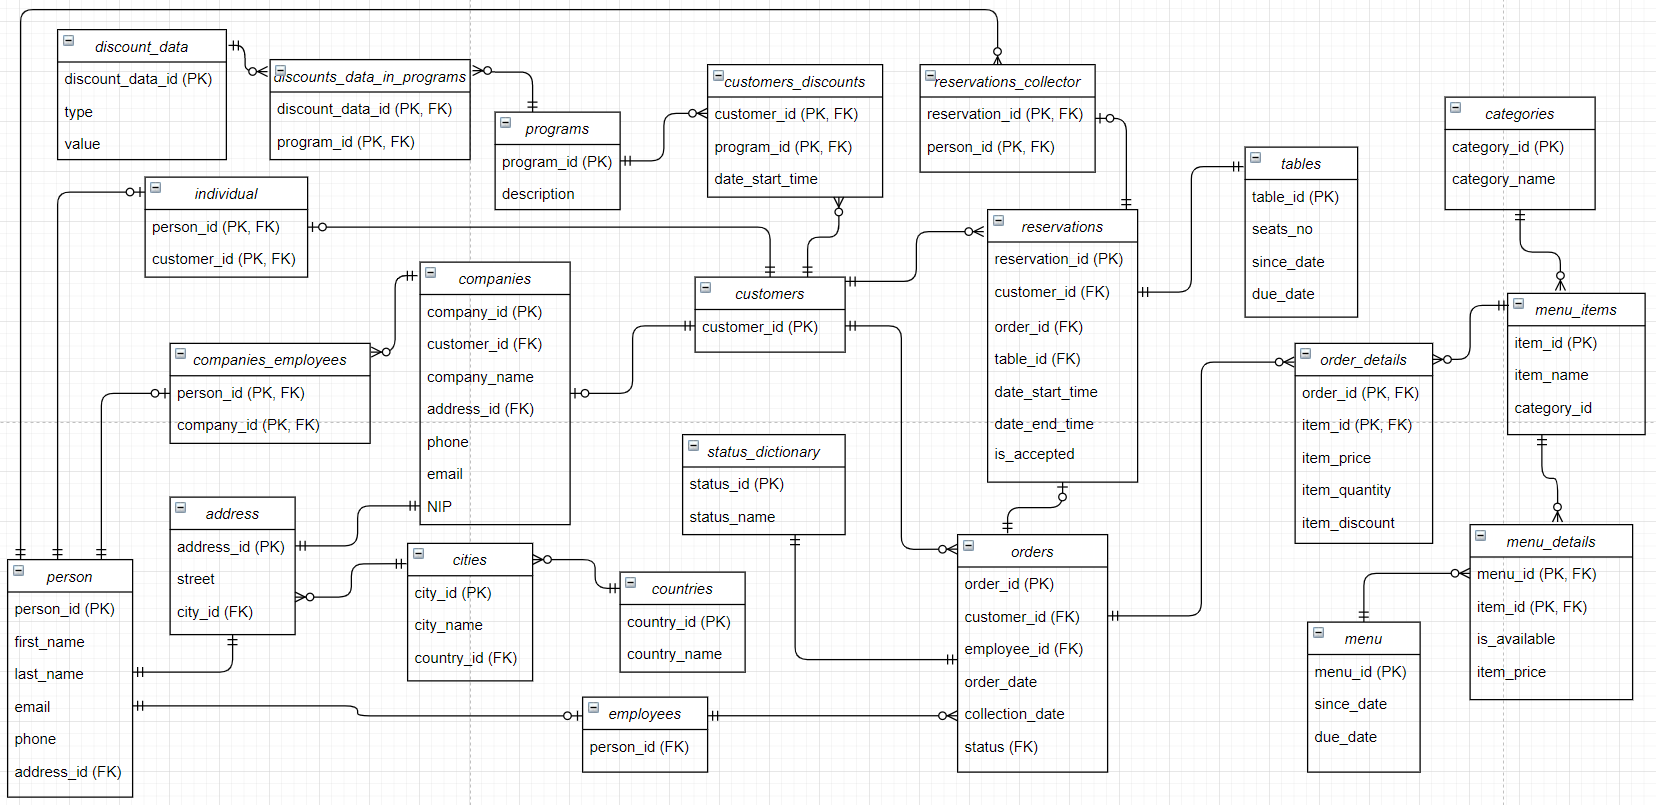 discount_data
discount_data_id (PK)
type
value
discounts_data_in_programs
discount_data_id (PK, FK)
program_id (PK, FK)
programs
program_id (PK)
description
customers_discounts
customer_id (PK, FK)
program_id (PK, FK)
date_start_time
reservations_collector
reservation_id (PK, FK)
person_id (PK, FK)
categories
category_id (PK)
category_name
tables
table_id (PK)
seats_no
since_date
due_date
individual
person_id (PK, FK)
customer_id (PK, FK)
companies
company_id (PK)
customer_id (FK)
company_name
address_id (FK)
phone
email
NIP
customers
customer_id (PK)
reservations
reservation_id (PK)
customer_id (FK)
order_id (FK)
table_id (FK)
date_start_time
date_end_time
is_accepted
menu_items
item_id (PK)
item_name
category_id
order_details
order_id (PK, FK)
item_id (PK, FK)
item_price
item_quantity
item_discount
companies_employees
person_id (PK, FK)
company_id (PK, FK)
status_dictionary
status_id (PK)
status_name
address
address_id (PK)
street
city_id (FK)
cities
city_id (PK)
city_name
country_id (FK)
countries
country_id (PK)
country_name
orders
order_id (PK)
customer_id (FK)
employee_id (FK)
order_date
collection_date
status (FK)
menu_details
menu_id (PK, FK)
item_id (PK, FK)
is_available
item_price
menu
menu_id (PK)
since_date
due_date
person
person_id (PK)
first_name
last_name
email
phone
address_id (FK)
employees
person_id (FK)